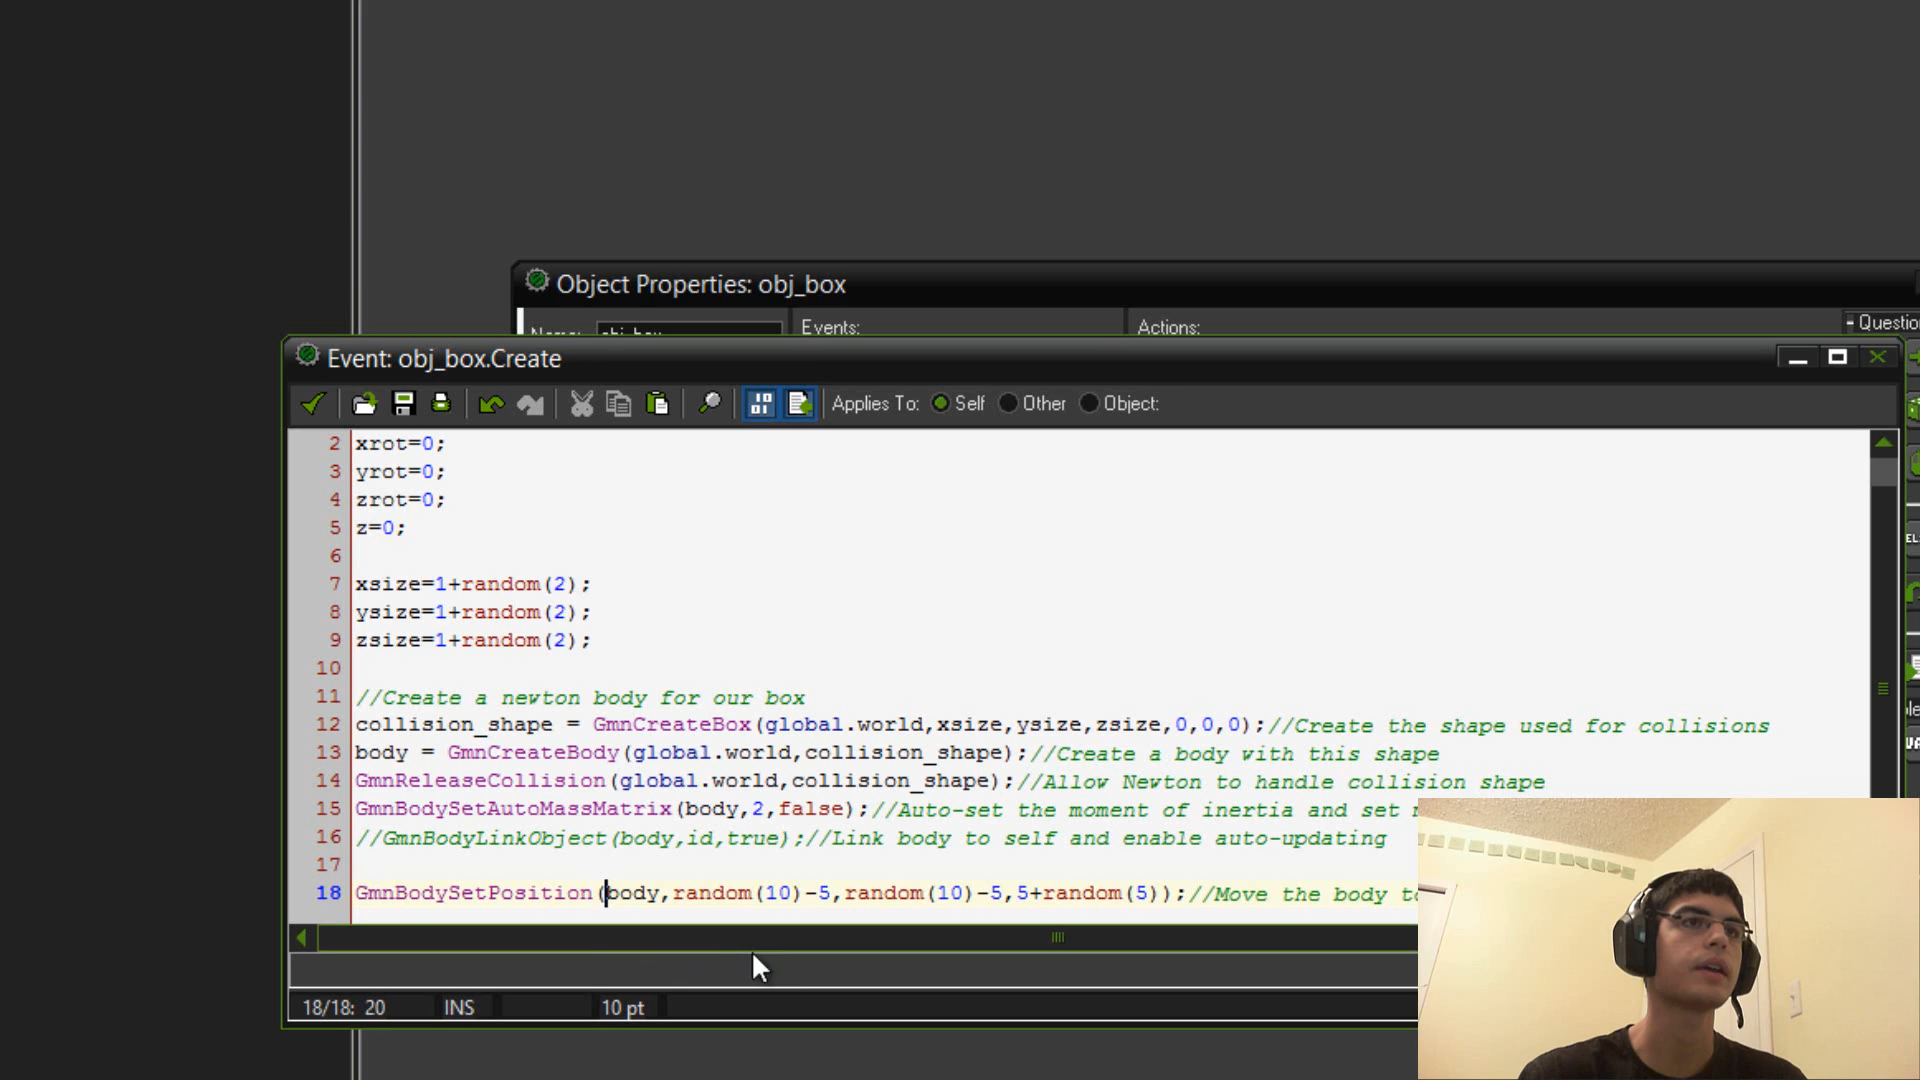 Object Properties: obj_box
Events:
Actions:
Questio
Event: obj_box.Create
Applies To: Self Other Object:
2 xrot=0;
3 yrot=0;
4 zrot=0;
5 z=0;
6
7 xsize=1+random(2);
8 ysize=1+random(2);
9 zsize=1+random(2);
10
11 //Create a newton body for our box
12 collision_shape = GmnCreateBox(global.world,xsize,ysize,zsize,0,0,0);//Create the shape used for collisions
13 body = GmnCreateBody(global.world,collision_shape);//Create a body with this shape
14 GmnReleaseCollision(global.world,collision_shape);//Allow Newton to handle collision shape
15 GmnBodySetAutoMassMatrix(body,2,false);//Auto-set the moment of inertia and set
16 //GmnBodyLinkObject(body,id,true);//Link body to self and enable auto-updating
17
18 GmnBodySetPosition(body,random(10)-5,random(10)-5,5+random(5));//Move the body
18/18: 20 INS 10 pt